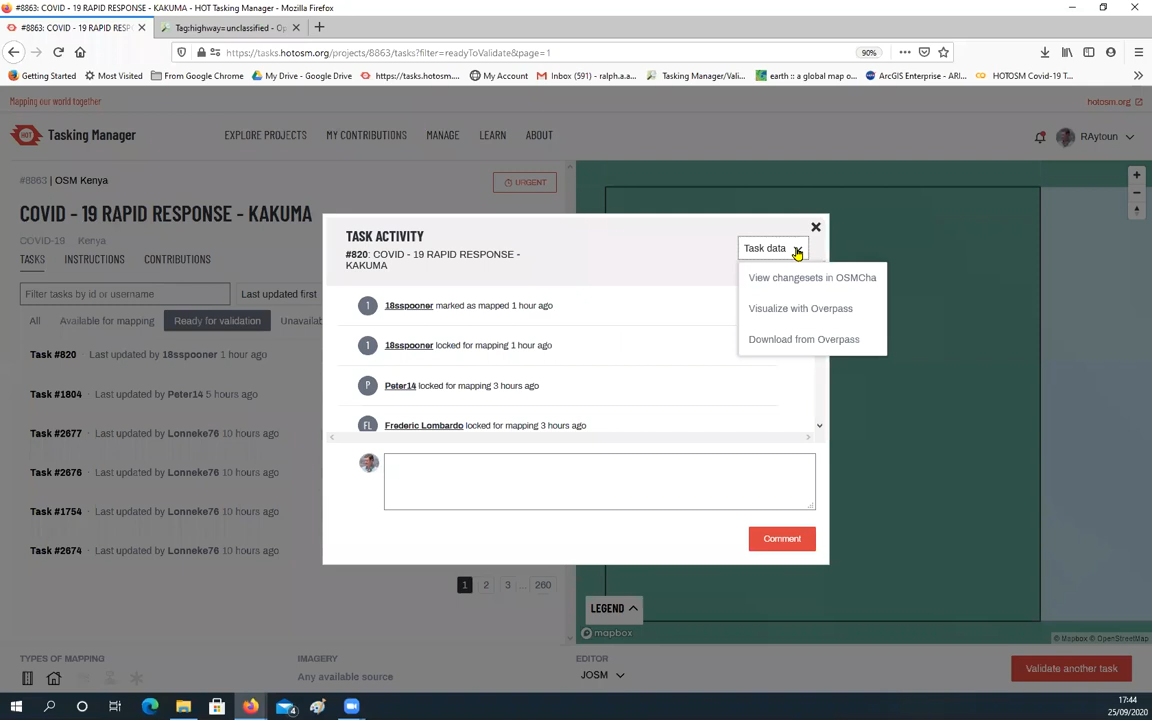 #8863: COVID - 19 RAPID RESPONSE - KAKUMA - HOT Tasking Manager - Mozilla Firefox
#8863: COVID - 19 RAPID RESP
Tag:highway=unclassified - Op
https://tasks.hotosm.org/projects/8863/tasks?filter=readyToValidate&page=1
90%
Getting Started
Most Visited
From Google Chrome
My Drive - Google Drive
https://tasks.hotosm....
My Account
Inbox (591) - ralph.a.a...
Tasking Manager/Vali...
earth :: a global map o...
ArcGIS Enterprise - ARI...
HOTOSM Covid-19 T...
Mapping our world together
hotosm.org
HOT
Tasking Manager
EXPLORE PROJECTS
MY CONTRIBUTIONS
MANAGE
LEARN
ABOUT
RAytoun
#8863 | OSM Kenya
URGENT
COVID - 19 RAPID RESPONSE - KAKUMA
COVID-19 Kenya
TASKS
INSTRUCTIONS
CONTRIBUTIONS
Filter tasks by id or username
Last updated first
All
Available for mapping
Ready for validation
Unavailab
Task #820 · Last updated by 18sspooner 1 hour ago
Task #1804 · Last updated by Peter14 5 hours ago
Task #2677 · Last updated by Lonneke76 10 hours ago
Task #2676 · Last updated by Lonneke76 10 hours ago
Task #1754 · Last updated by Lonneke76 10 hours ago
Task #2674 · Last updated by Lonneke76 10 hours ago
1 2 3 ... 260
TASK ACTIVITY
#820: COVID - 19 RAPID RESPONSE -
KAKUMA
Task data
View changesets in OSMCha
Visualize with Overpass
Download from Overpass
1 18sspooner marked as mapped 1 hour ago
1 18sspooner locked for mapping 1 hour ago
P Peter14 locked for mapping 3 hours ago
FL Frederic Lombardo locked for mapping 3 hours ago
Comment
LEGEND
mapbox
© Mapbox © OpenStreetMap
TYPES OF MAPPING
IMAGERY
Any available source
EDITOR
JOSM
Validate another task
4
17:44
25/09/2020